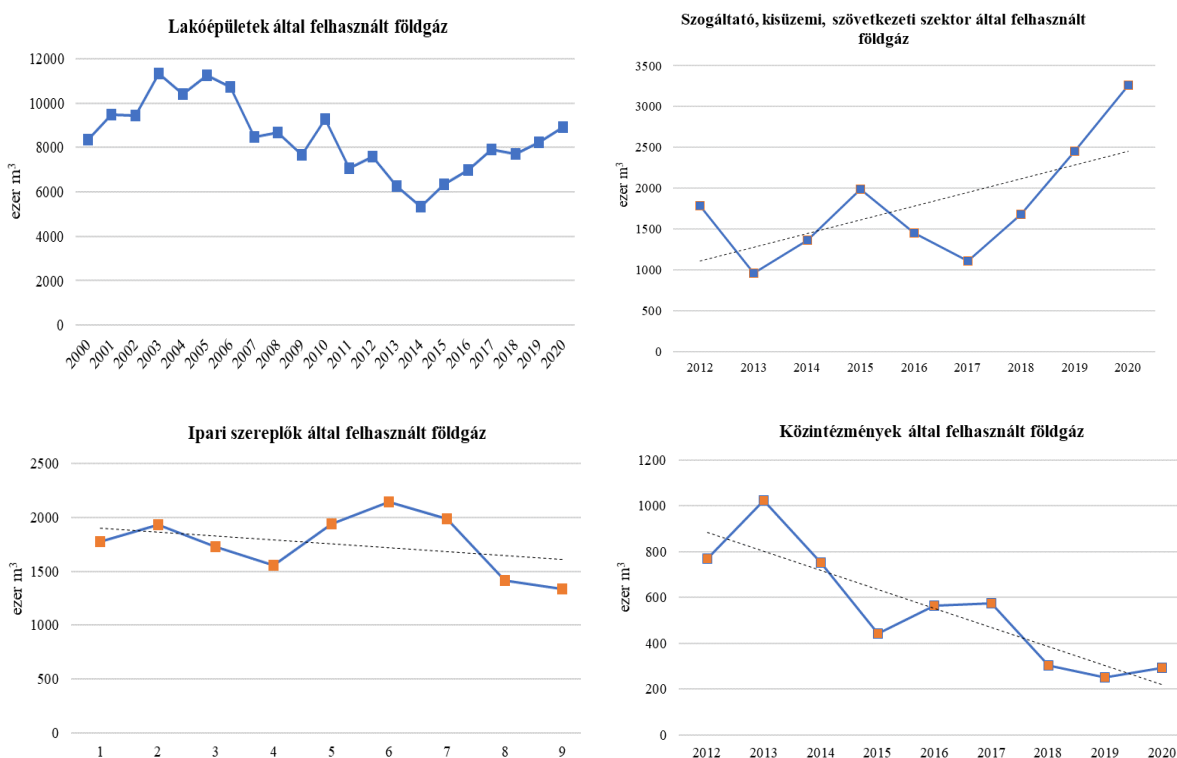 Lakóépületek által felhasznált földgáz
12000
10000
8000
6000
4000
2000
0
ezer m³
2000 2001 2002 2003 2004 2005 2006 2007 2008 2009 2010 2011 2012 2013 2014 2015 2016 2017 2018 2019 2020
Szogáltató, kisüzemi, szövetkezeti szektor által felhasznált
földgáz
3500
3000
2500
2000
1500
1000
500
0
ezer m³
2012 2013 2014 2015 2016 2017 2018 2019 2020
Ipari szereplők által felhasznált földgáz
2500
2000
1500
1000
500
0
ezer m³
1 2 3 4 5 6 7 8 9
Közintézmények által felhasznált földgáz
1200
1000
800
600
400
200
0
ezer m³
2012 2013 2014 2015 2016 2017 2018 2019 2020